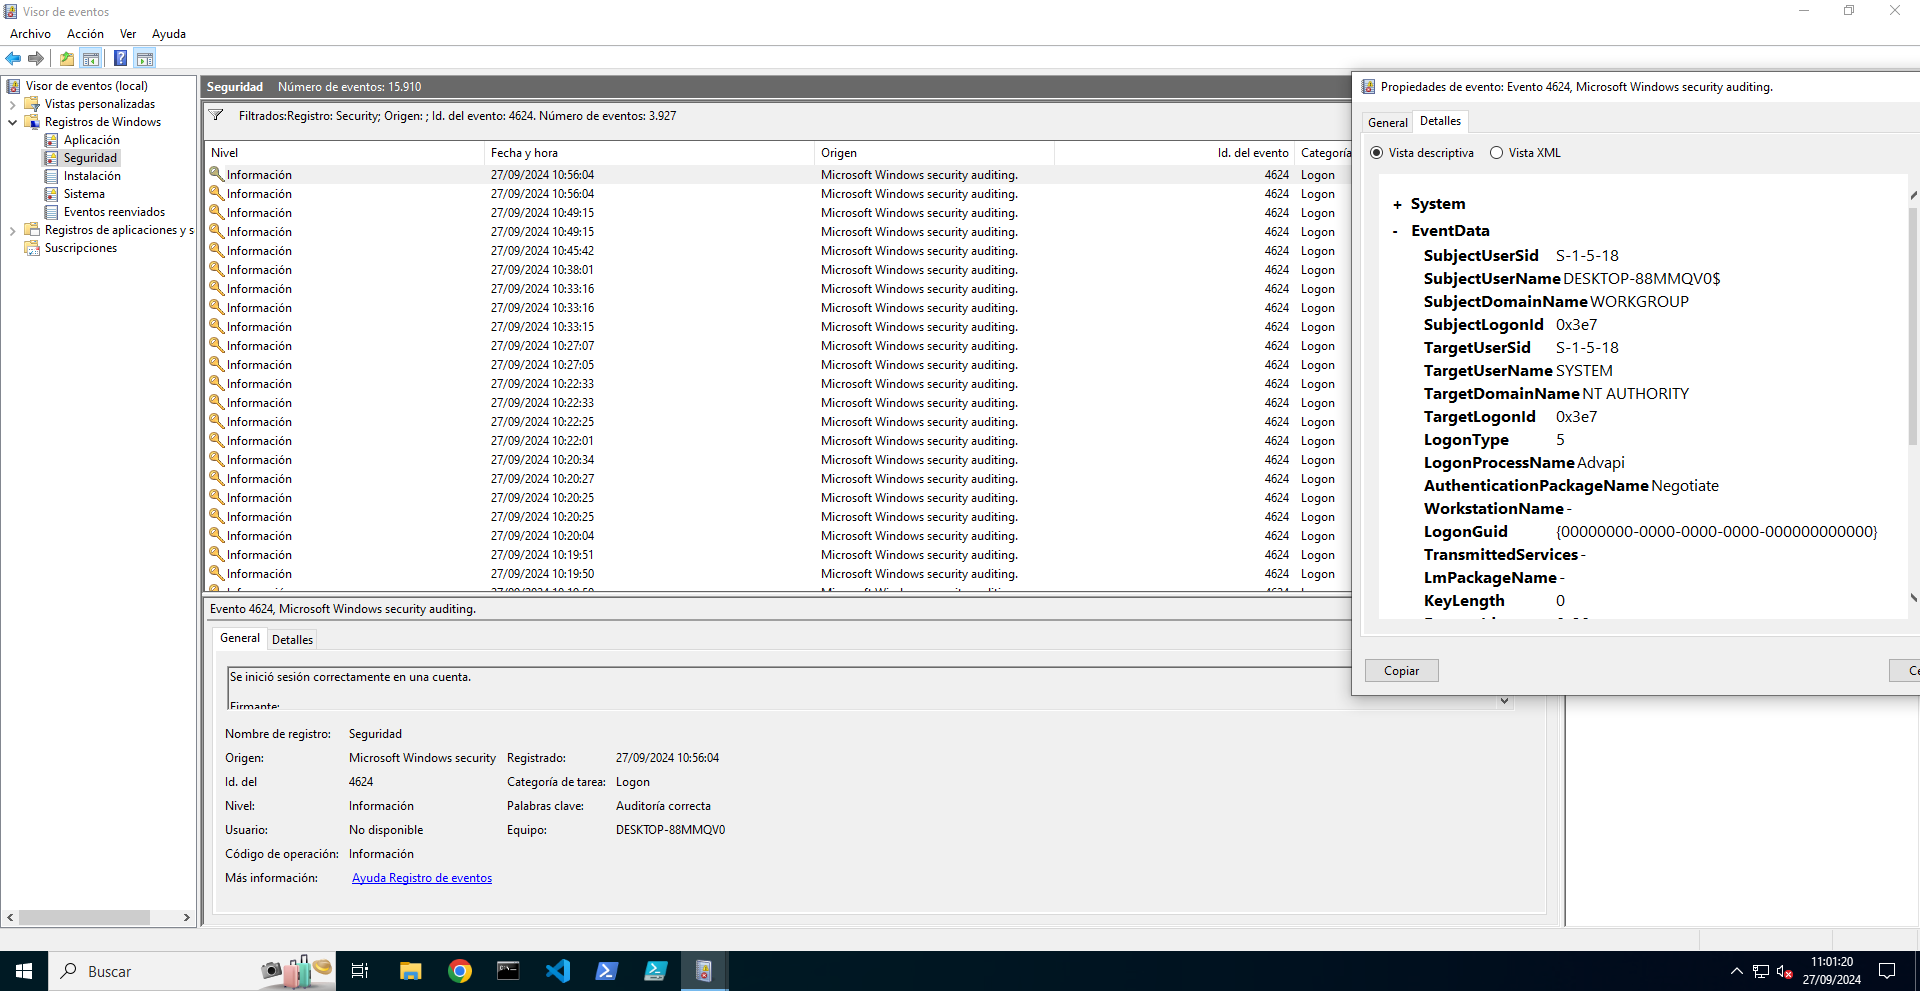 Visor de eventos
Archivo Acción Ver Ayuda
Visor de eventos (local)
Vistas personalizadas
Registros de Windows
Aplicación
Seguridad
Instalación
Sistema
Eventos reenviados
Registros de aplicaciones y s
Suscripciones
Seguridad Número de eventos: 15.910
Filtrados:Registro: Security; Origen: ; Id. del evento: 4624. Número de eventos: 3.927
Nivel Fecha y hora Origen Id. del evento Categoría
Información 27/09/2024 10:56:04 Microsoft Windows security auditing. 4624 Logon
Información 27/09/2024 10:56:04 Microsoft Windows security auditing. 4624 Logon
Información 27/09/2024 10:49:15 Microsoft Windows security auditing. 4624 Logon
Información 27/09/2024 10:49:15 Microsoft Windows security auditing. 4624 Logon
Información 27/09/2024 10:45:42 Microsoft Windows security auditing. 4624 Logon
Información 27/09/2024 10:38:01 Microsoft Windows security auditing. 4624 Logon
Información 27/09/2024 10:33:16 Microsoft Windows security auditing. 4624 Logon
Información 27/09/2024 10:33:16 Microsoft Windows security auditing. 4624 Logon
Información 27/09/2024 10:33:15 Microsoft Windows security auditing. 4624 Logon
Información 27/09/2024 10:27:07 Microsoft Windows security auditing. 4624 Logon
Información 27/09/2024 10:27:05 Microsoft Windows security auditing. 4624 Logon
Información 27/09/2024 10:22:33 Microsoft Windows security auditing. 4624 Logon
Información 27/09/2024 10:22:33 Microsoft Windows security auditing. 4624 Logon
Información 27/09/2024 10:22:25 Microsoft Windows security auditing. 4624 Logon
Información 27/09/2024 10:22:01 Microsoft Windows security auditing. 4624 Logon
Información 27/09/2024 10:20:34 Microsoft Windows security auditing. 4624 Logon
Información 27/09/2024 10:20:27 Microsoft Windows security auditing. 4624 Logon
Información 27/09/2024 10:20:25 Microsoft Windows security auditing. 4624 Logon
Información 27/09/2024 10:20:25 Microsoft Windows security auditing. 4624 Logon
Información 27/09/2024 10:20:04 Microsoft Windows security auditing. 4624 Logon
Información 27/09/2024 10:19:51 Microsoft Windows security auditing. 4624 Logon
Información 27/09/2024 10:19:50 Microsoft Windows security auditing. 4624 Logon
Evento 4624, Microsoft Windows security auditing.
General Detalles
Se inició sesión correctamente en una cuenta.
Firmante:
Nombre de registro: Seguridad
Origen: Microsoft Windows security Registrado: 27/09/2024 10:56:04
Id. del 4624 Categoría de tarea: Logon
Nivel: Información Palabras clave: Auditoría correcta
Usuario: No disponible Equipo: DESKTOP-88MMQV0
Código de operación: Información
Más información: Ayuda Registro de eventos
Propiedades de evento: Evento 4624, Microsoft Windows security auditing.
General Detalles
Vista descriptiva Vista XML
+ System
- EventData
SubjectUserSid S-1-5-18
SubjectUserName DESKTOP-88MMQV0$
SubjectDomainName WORKGROUP
SubjectLogonId 0x3e7
TargetUserSid S-1-5-18
TargetUserName SYSTEM
TargetDomainName NT AUTHORITY
TargetLogonId 0x3e7
LogonType 5
LogonProcessName Advapi
AuthenticationPackageName Negotiate
WorkstationName -
LogonGuid {00000000-0000-0000-0000-000000000000}
TransmittedServices -
LmPackageName -
KeyLength 0
Copiar Ce
Buscar
11:01:20
27/09/2024